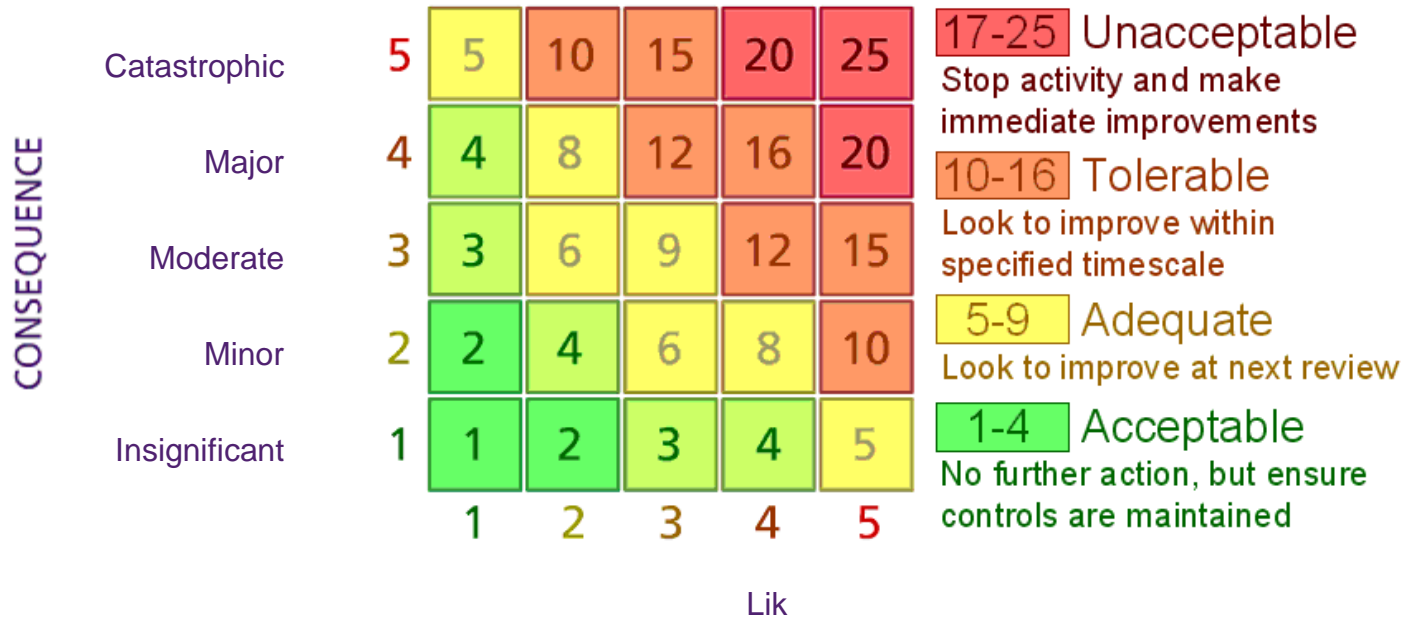 CONSEQUENCE
Catastrophic 5 5 10 15 20 25
Major 4 4 8 12 16 20
Moderate 3 3 6 9 12 15
Minor 2 2 4 6 8 10
Insignificant 1 1 2 3 4 5
1 2 3 4 5
Lik
17-25 Unacceptable
Stop activity and make
immediate improvements
10-16 Tolerable
Look to improve within
specified timescale
5-9 Adequate
Look to improve at next review
1-4 Acceptable
No further action, but ensure
controls are maintained